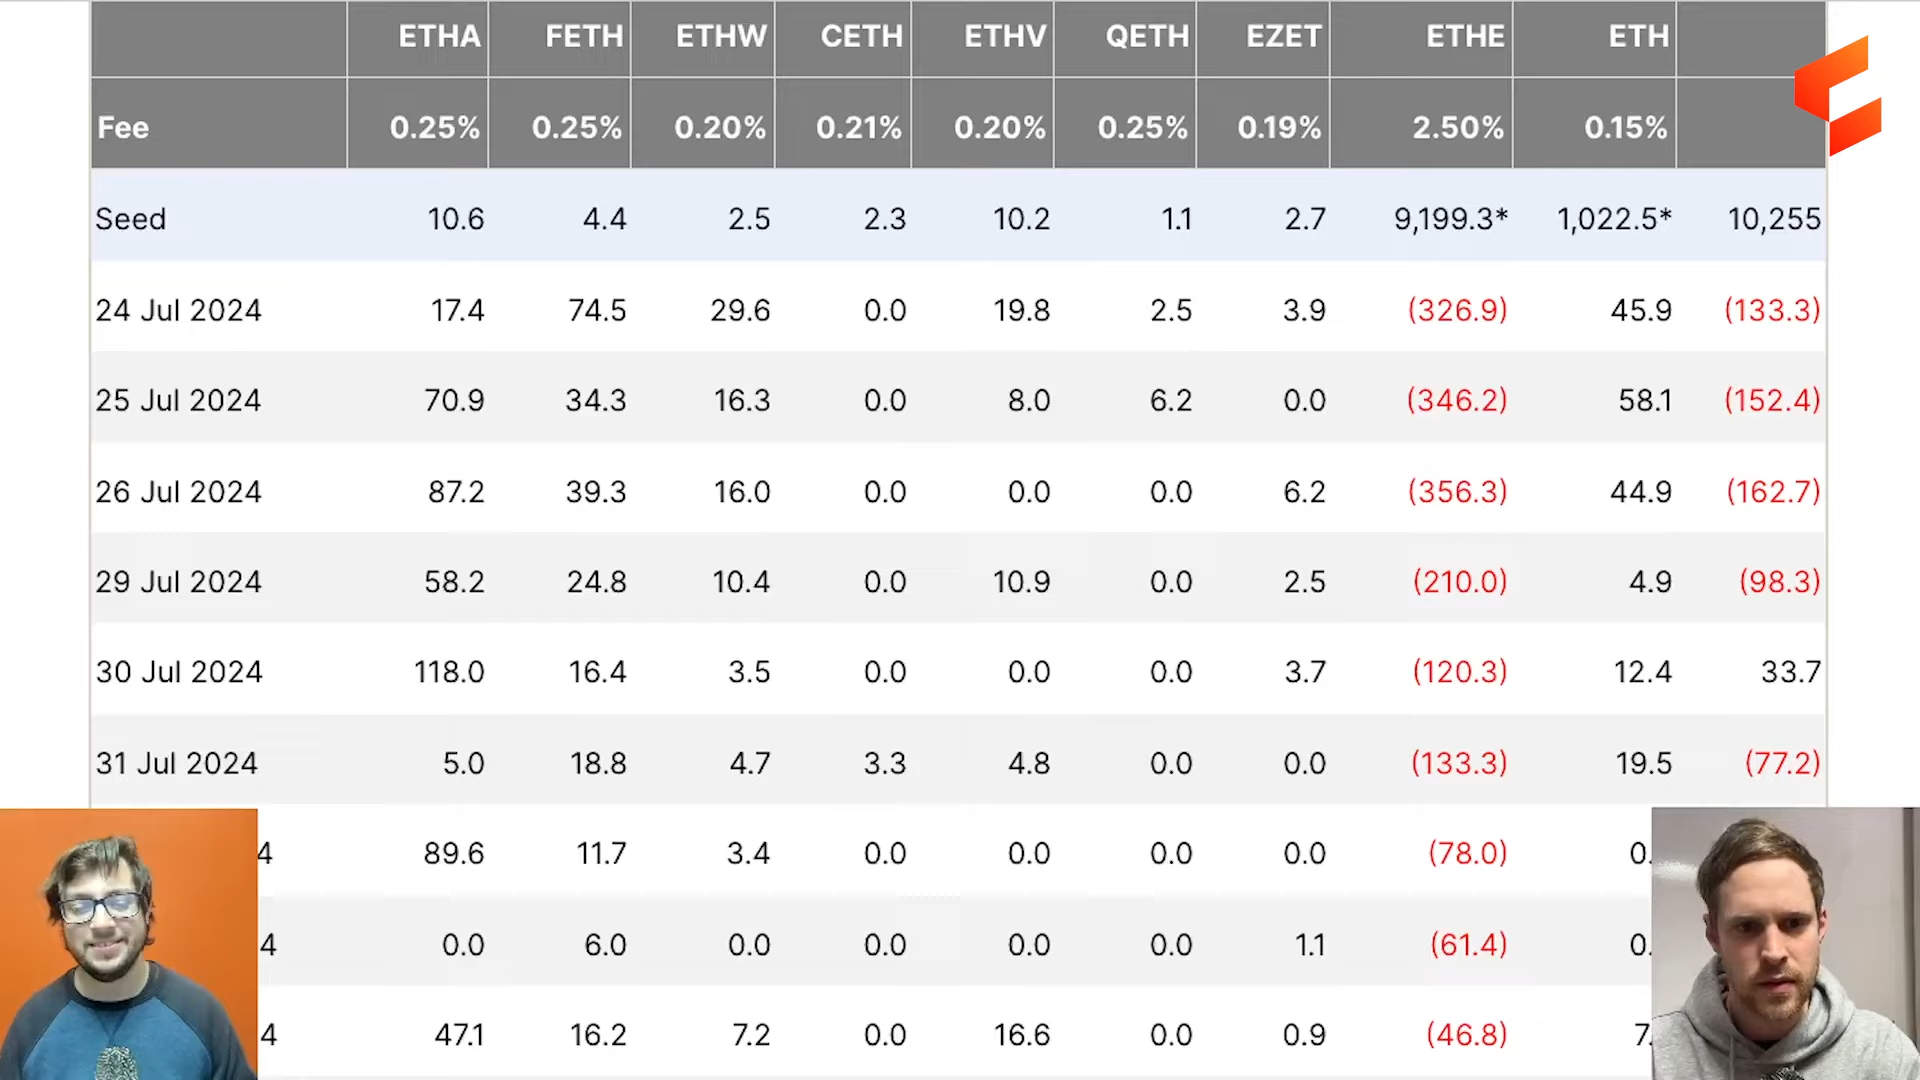 ETHA FETH ETHW CETH ETHV QETH EZET ETHE ETH
Fee 0.25% 0.25% 0.20% 0.21% 0.20% 0.25% 0.19% 2.50% 0.15%
Seed 10.6 4.4 2.5 2.3 10.2 1.1 2.7 9,199.3* 1,022.5* 10,255
24 Jul 2024 17.4 74.5 29.6 0.0 19.8 2.5 3.9 (326.9) 45.9 (133.3)
25 Jul 2024 70.9 34.3 16.3 0.0 8.0 6.2 0.0 (346.2) 58.1 (152.4)
26 Jul 2024 87.2 39.3 16.0 0.0 0.0 0.0 6.2 (356.3) 44.9 (162.7)
29 Jul 2024 58.2 24.8 10.4 0.0 10.9 0.0 2.5 (210.0) 4.9 (98.3)
30 Jul 2024 118.0 16.4 3.5 0.0 0.0 0.0 3.7 (120.3) 12.4 33.7
31 Jul 2024 5.0 18.8 4.7 3.3 4.8 0.0 0.0 (133.3) 19.5 (77.2)
4 89.6 11.7 3.4 0.0 0.0 0.0 0.0 (78.0) 0.
4 0.0 6.0 0.0 0.0 0.0 0.0 1.1 (61.4) 0.
4 47.1 16.2 7.2 0.0 16.6 0.0 0.9 (46.8) 7.